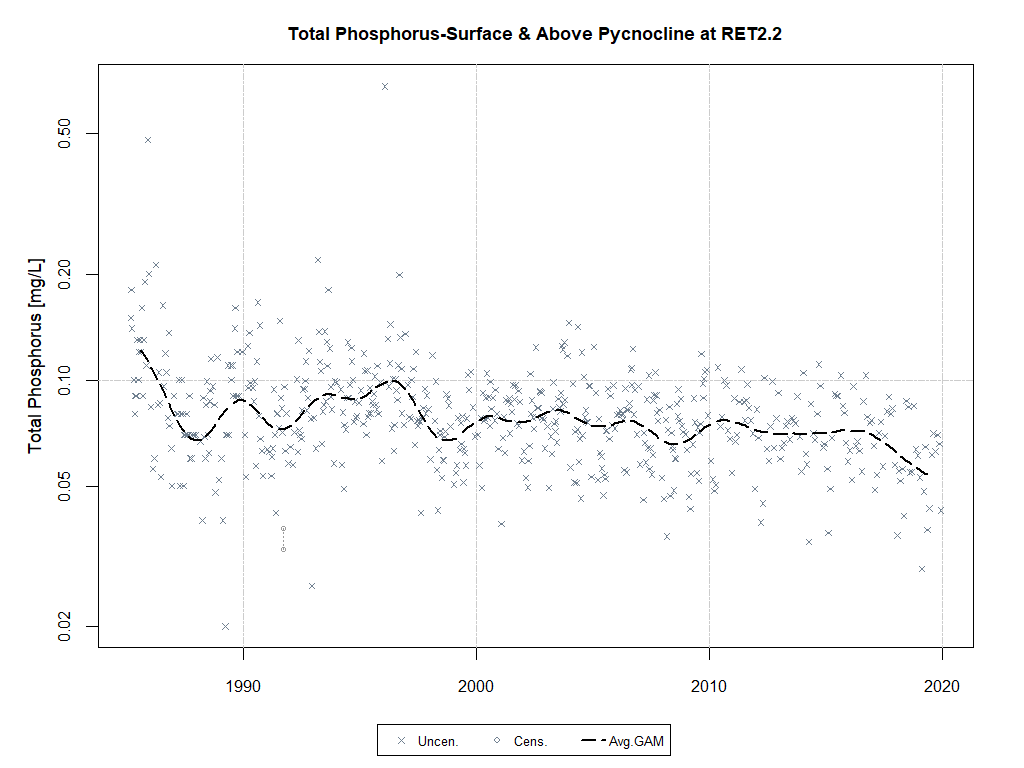 Total Phosphorus-Surface & Above Pycnocline at RET2.2
Total Phosphorus [mg/L]
0.50
0.20
0.10
0.05
0.02
1990 2000 2010 2020
Uncen. Cens. Avg.GAM